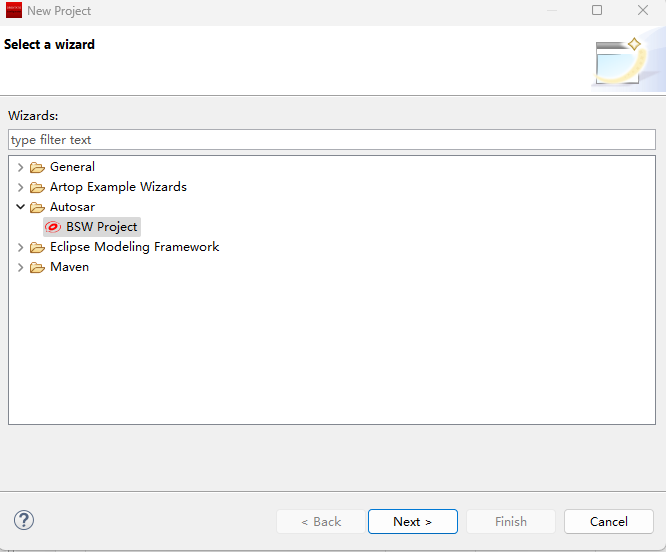 New Project
Select a wizard
Wizards:
type filter text
General
Artop Example Wizards
Autosar
BSW Project
Eclipse Modeling Framework
Maven
?
< Back
Next >
Finish
Cancel